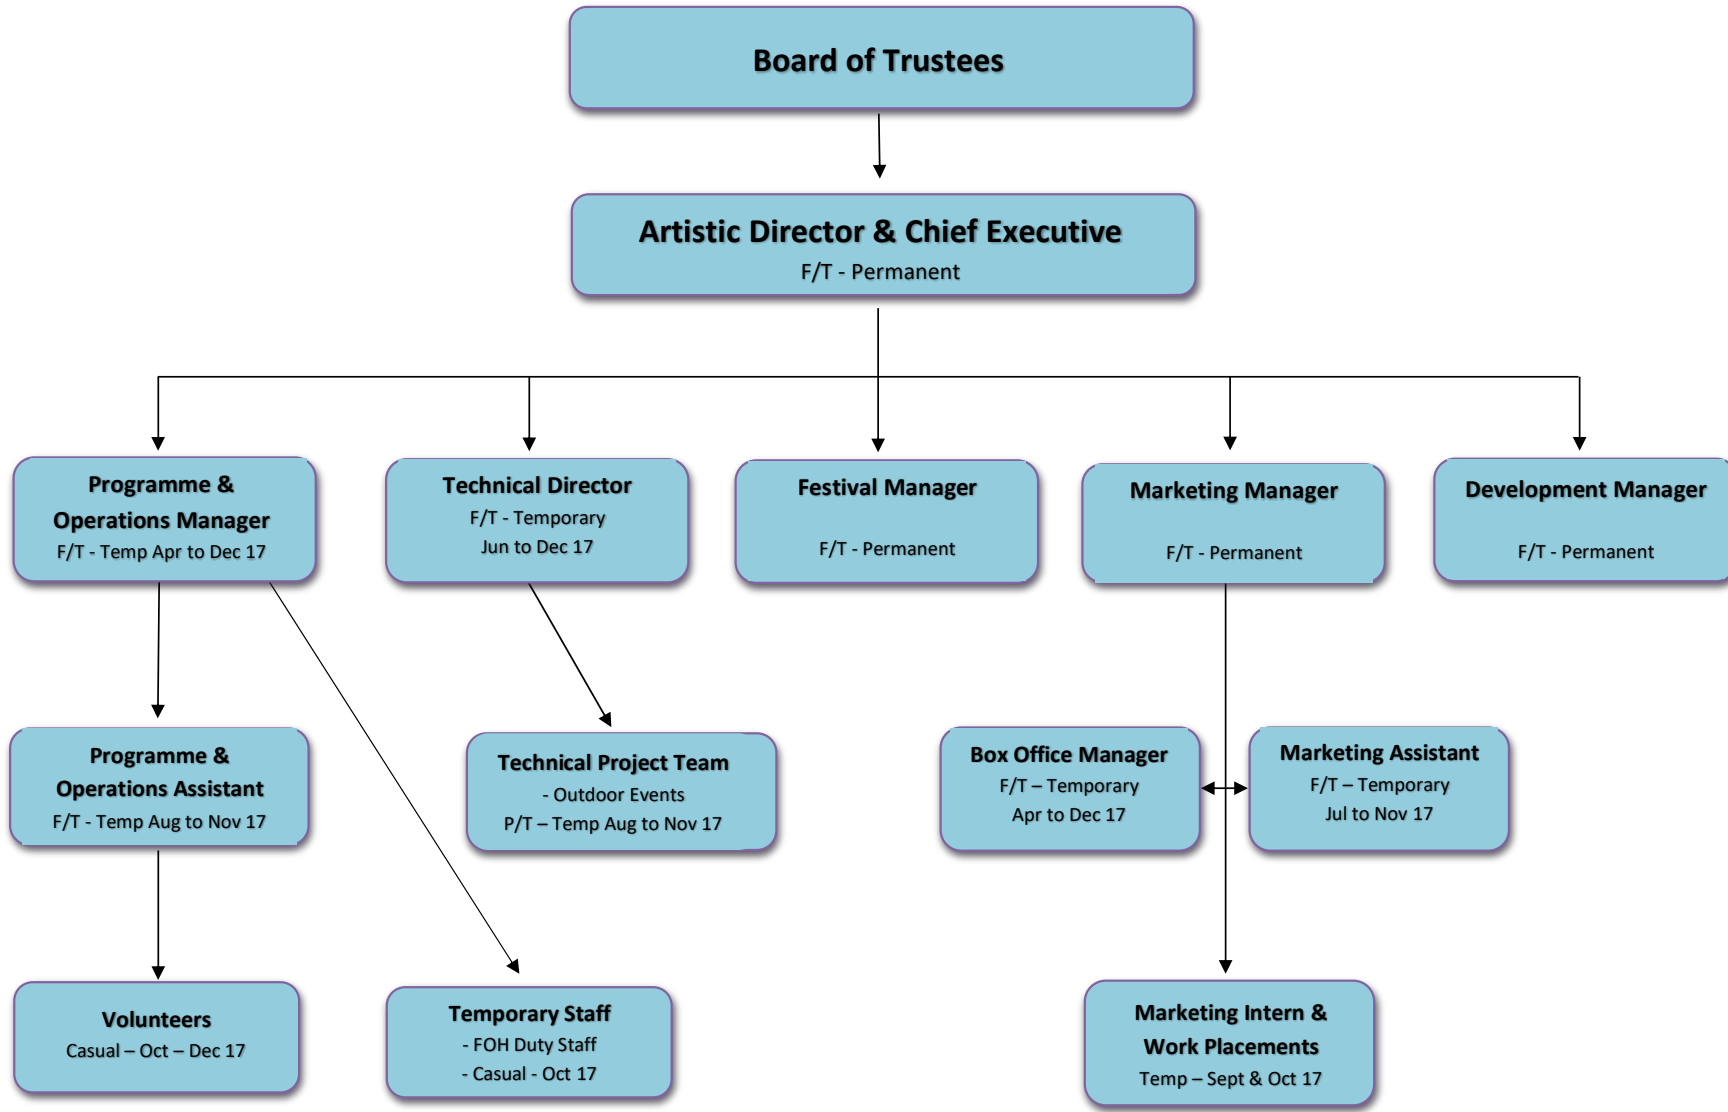 Board of Trustees
Artistic Director & Chief Executive
F/T - Permanent
Programme &
Operations Manager
F/T - Temp Apr to Dec 17
Technical Director
F/T - Temporary
Jun to Dec 17
Festival Manager
F/T - Permanent
Marketing Manager
F/T - Permanent
Development Manager
F/T - Permanent
Programme &
Operations Assistant
F/T - Temp Aug to Nov 17
Technical Project Team
- Outdoor Events
P/T – Temp Aug to Nov 17
Box Office Manager
F/T – Temporary
Apr to Dec 17
Marketing Assistant
F/T – Temporary
Jul to Nov 17
Volunteers
Casual – Oct – Dec 17
Temporary Staff
- FOH Duty Staff
- Casual - Oct 17
Marketing Intern &
Work Placements
Temp – Sept & Oct 17